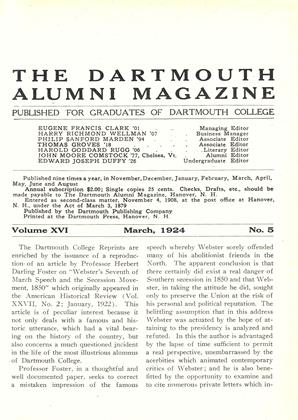 THE DARTMOUTH
ALUMNI MAGAZINE
PUBLISHED FOR GRADUATES OF DARTMOUTH COLLEGE
EUGENE FRANCIS CLARK '01 Managing Editor
HARRY RICHMOND WELLMAN '07 Business Manager
PHILIP SANFORD MARDEN '94 Associate Editor
THOMAS GROVES '18 Associate Editor
HAROLD GODDARD RUGG '06 Literary Editor
JOHN MOORE COMSTOCK '77, Chelsea, Vt. Alumni Editor
EDWARD JOSEPH DUFFY '26 Undergraduate Editor
Published nine times a year, in November, December, January, February, March, April,
May, June and August
Annual subscription $2.00; Single copies 25 cents. Checks, Drafts, etc., should be
made payable to The Dartmouth Alumni Magazine, Hanover, N. H.
Entered as second-class matter, November 4, 1908, at the post office at Hanover,
N. H., under the Act of March 3, 1879
Published by the Dartmouth Publishing Company
Printed at the Dartmouth Press, Hanover, N. H.
Volume XVI March, 1924 No. 5
The Dartmouth College Reprints are
enriched by the issuance of a reproduc-
tion of an article by Professor Herbert
Darling Foster on "Webster's Seventh of
March Speech and the Secession Move-
ment, 1850" which originally appeared in
the American Historical Review (Vol.
XXVII, No. 2; January, 1922). This
article is of peculiar interest because it
not only deals with a famous and his-
toric utterance, which had a vital bear-
ing on the history of the country, but
also concerns a much questioned incident
in the life of the most illustrious alumnus
of Dartmouth College.
Professor Foster, in a thoughtful and
well documented paper, seeks to correct
a mistaken impression of the famous
speech whereby Webster sorely offended
many of his abolitionist friends in the
North. The apparent conclusion is that
there certainly did exist a real danger of
Southern secession in 1850 and that Web-
ster, in taking the attitude he did, sought
only to preserve the Union at the risk of
his personal and political reputation. The
belittling assumption that in this address
Webster was actuated by the hope of at-
taining to the presidency is analyzed and
refuted. In this the author is advantaged
by the lapse of time sufficient to permit
a real perspective, unembarrassed by the
acerbities which animated contemporary
critics of Webster; and he is also bene-
fitted by the opportunity to examine and
to cite numerous private letters which in-